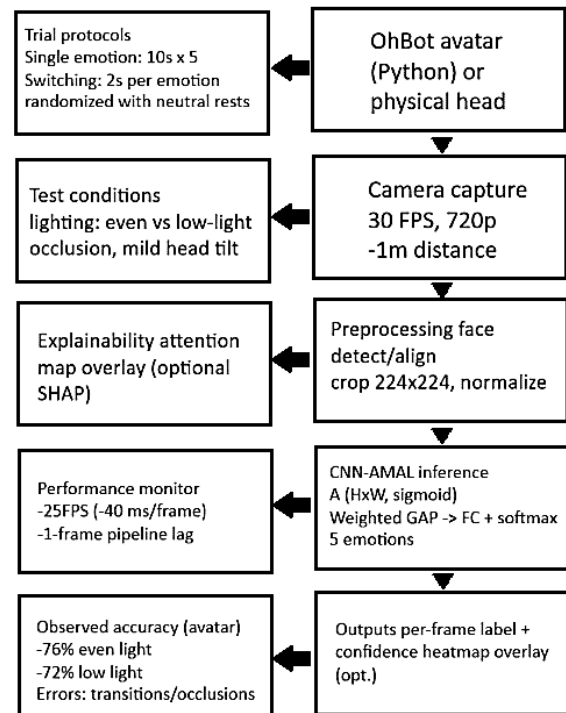 Trial protocols
Single emotion: 10s x 5
Switching: 2s per emotion
randomized with neutral rests
OhBot avatar
(Python) or
physical head
Test conditions
lighting: even vs low-light
occlusion, mild head tilt
Camera capture
30 FPS, 720p
-1m distance
Explainability attention
map overlay (optional
SHAP)
Preprocessing face
detect/align
crop 224x224, normalize
Performance monitor
-25FPS (-40 ms/frame)
-1-frame pipeline lag
CNN-AMAL inference
A (HxW, sigmoid)
Weighted GAP -> FC + softmax
5 emotions
Observed accuracy (avatar)
-76% even light
-72% low light
Errors: transitions/occlusions
Outputs per-frame label +
confidence heatmap overlay
(opt.)